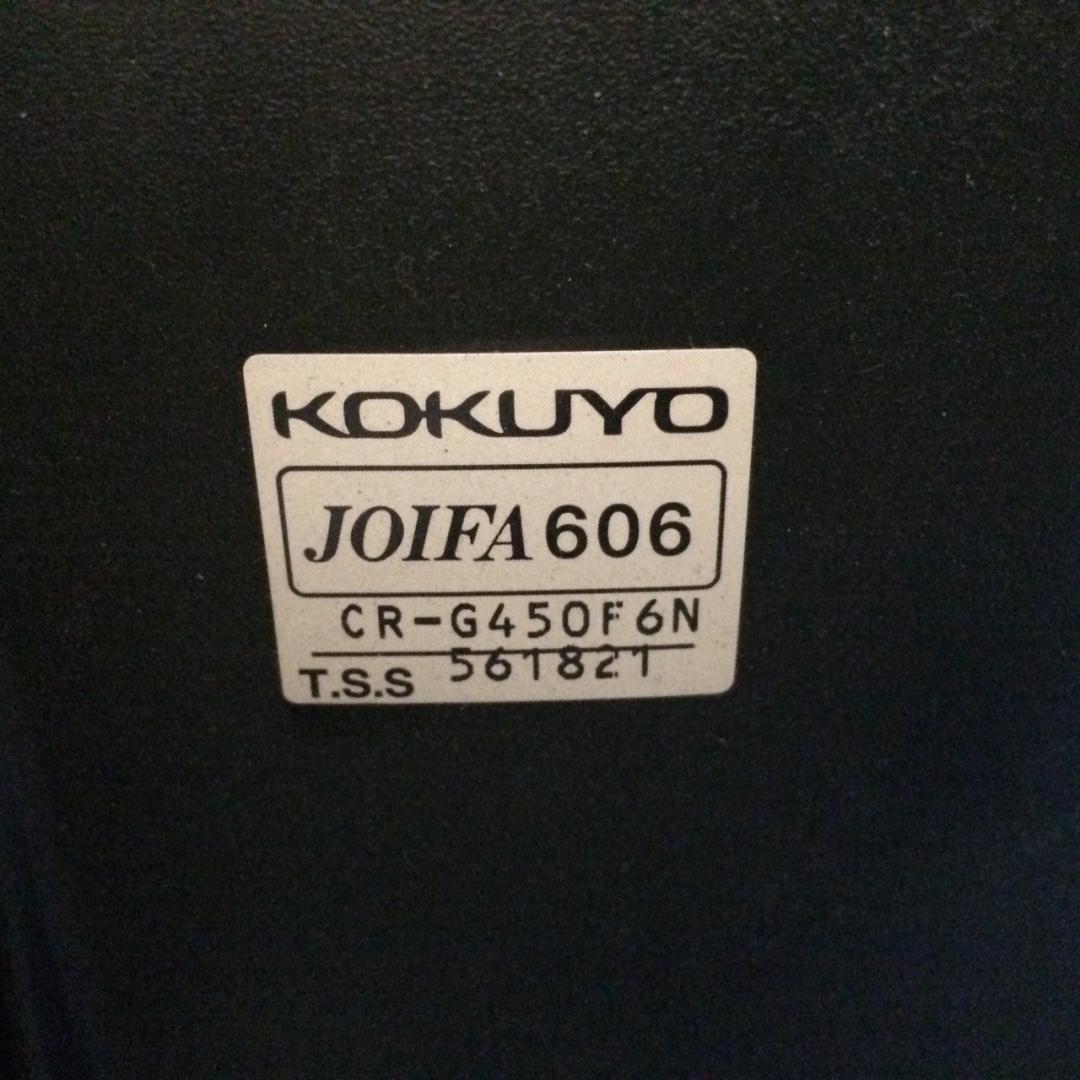 KOKUYO
JOIFA 606
CR-G450F6N
T.S.S 561821